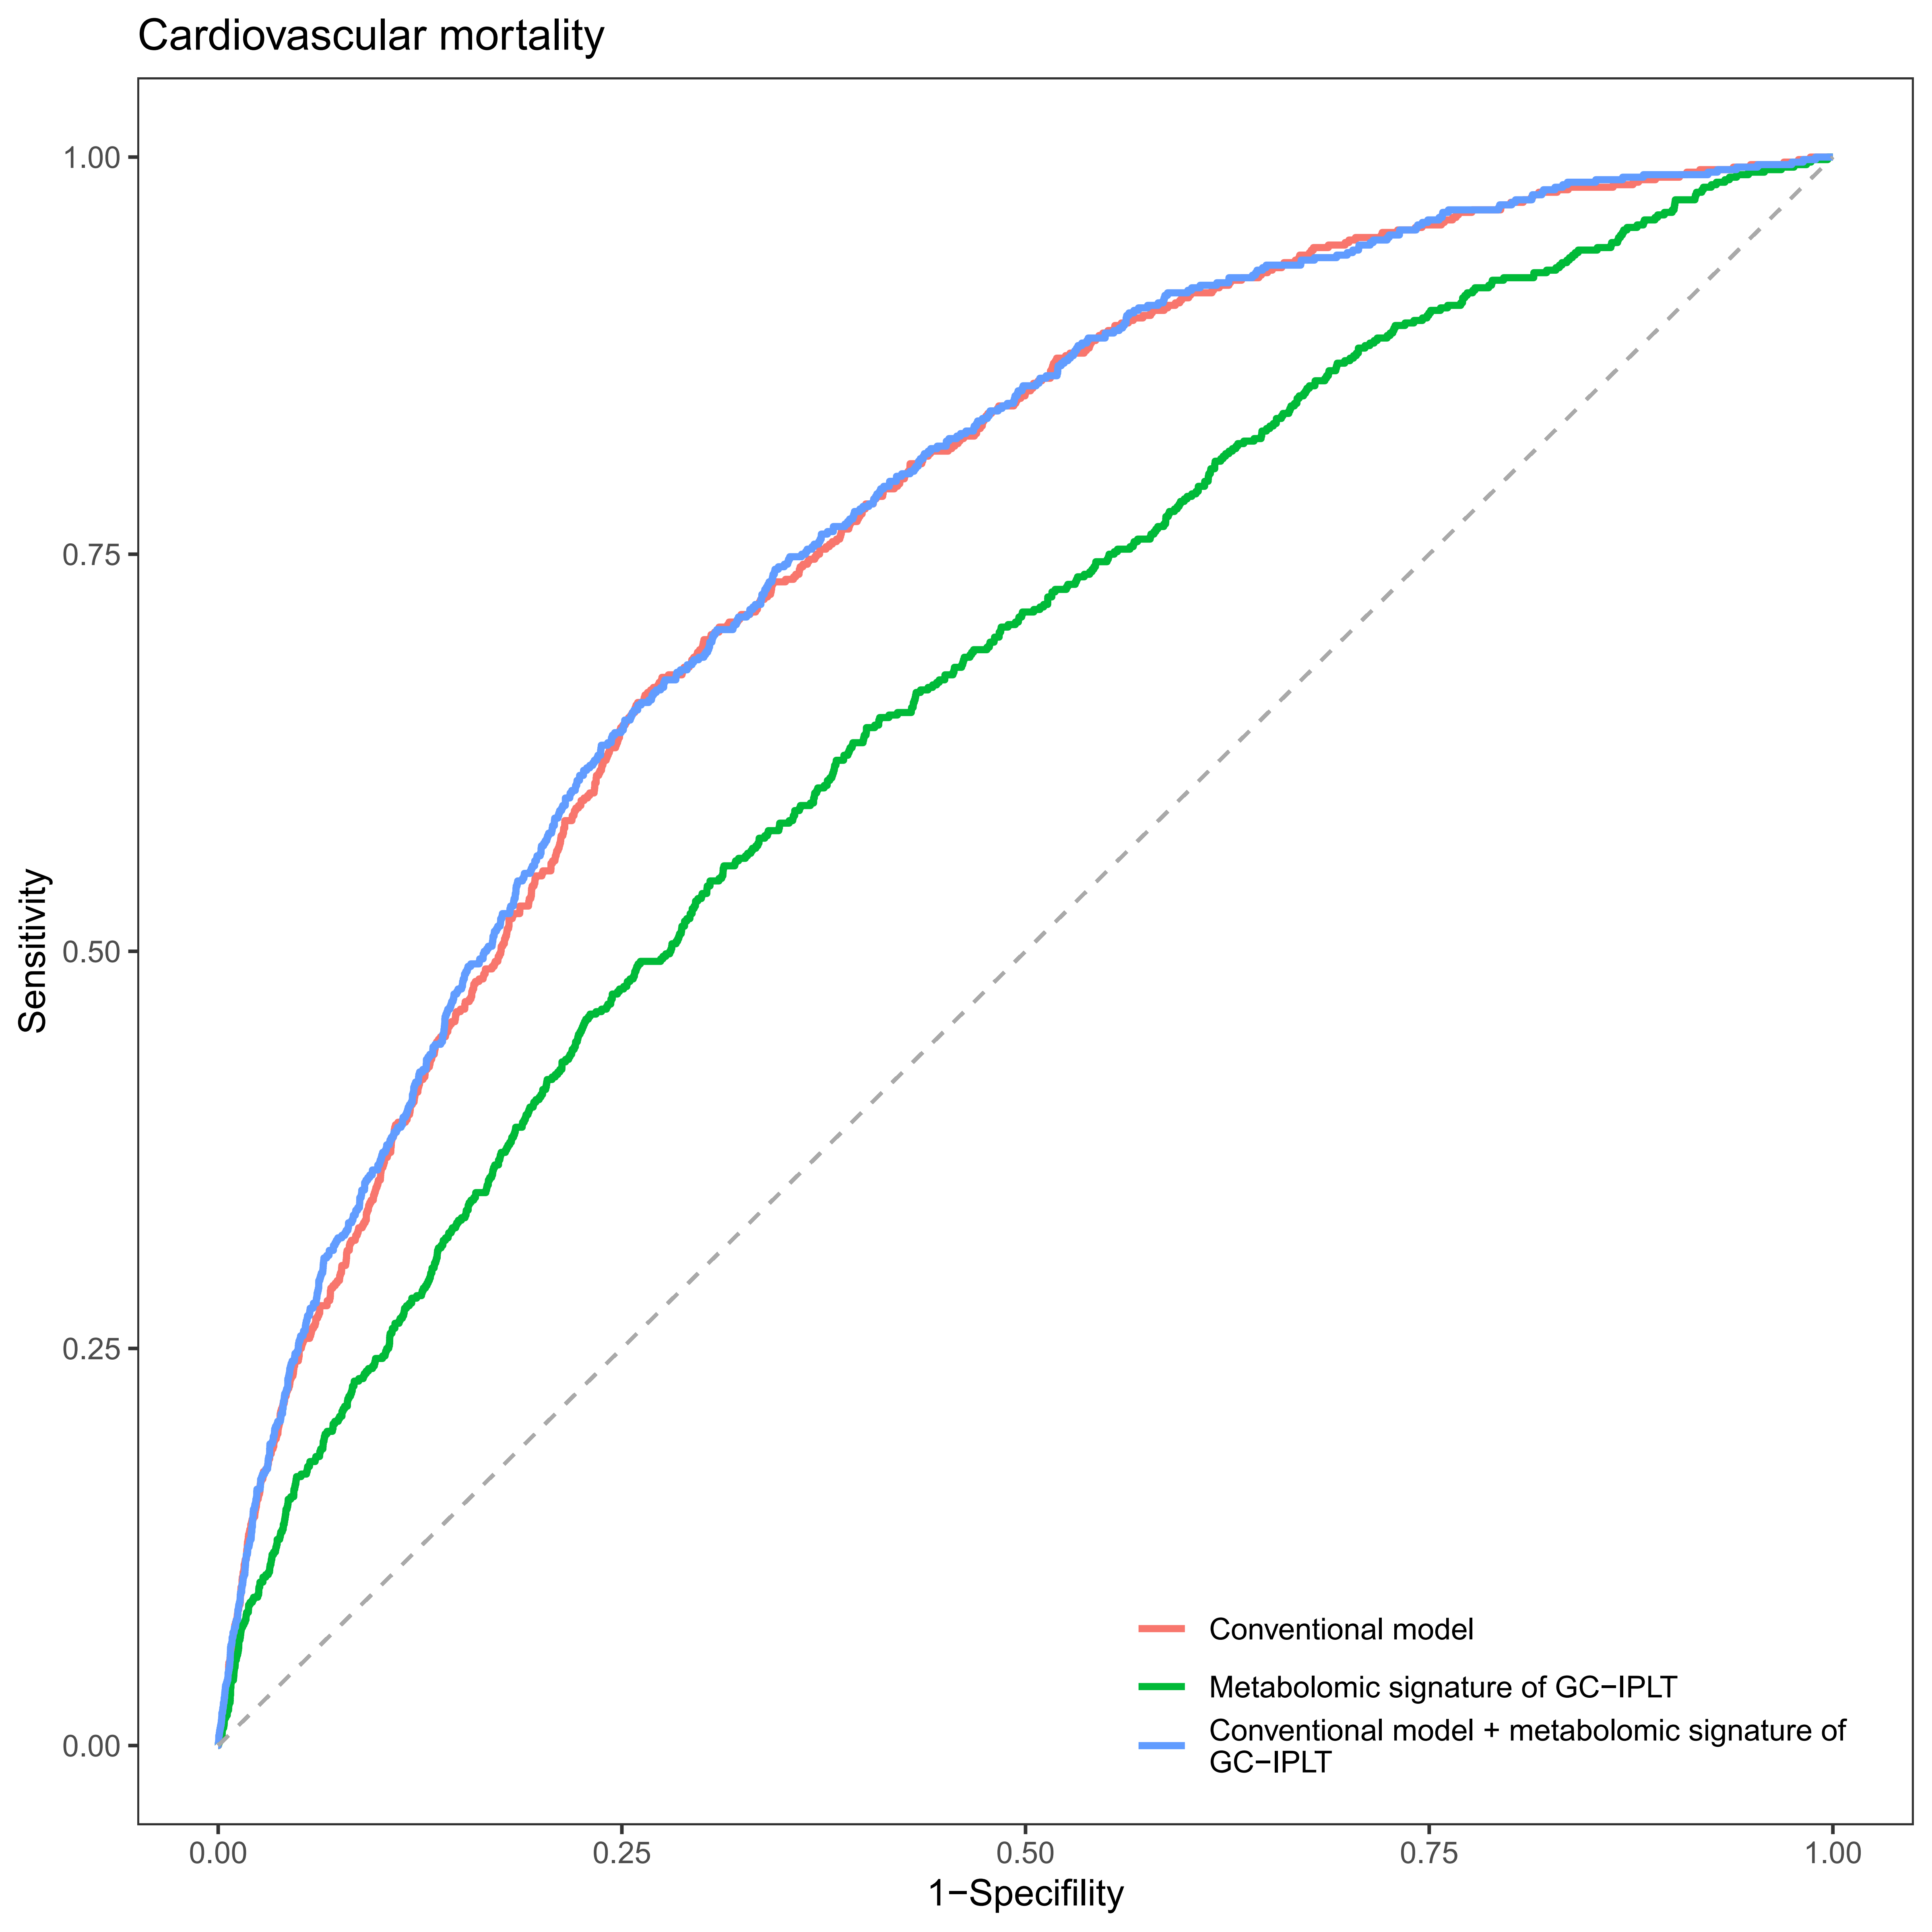 Cardiovascular mortality
1.00
0.75
0.50
0.25
0.00
Sensitivity
Conventional model
Metabolomic signature of GC−IPLT
Conventional model + metabolomic signature of
GC−IPLT
0.00 0.25 0.50 0.75 1.00
1−Specifility